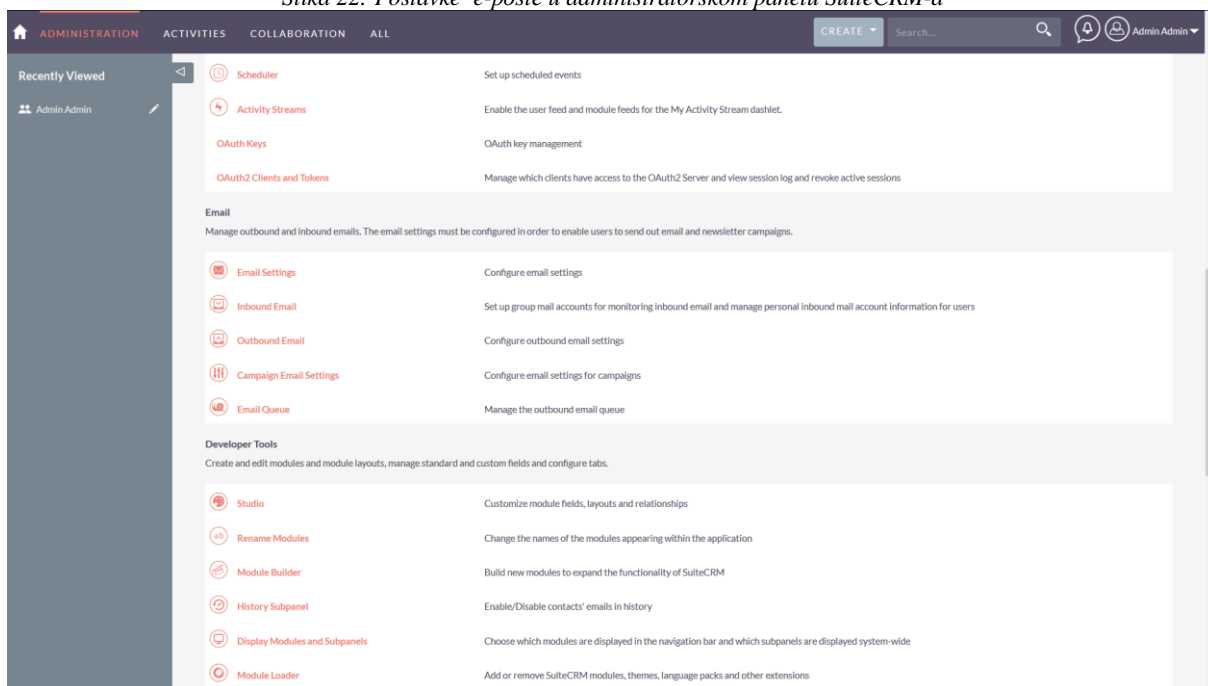 Slika 22: Postavke e-pošte u administratorskom panelu SuiteCRM-a
ADMINISTRATION ACTIVITIES COLLABORATION ALL CREATE Search... Admin Admin
Recently Viewed
Admin Admin
Scheduler Set up scheduled events
Activity Streams Enable the user feed and module feeds for the My Activity Stream dashlet.
OAuth Keys OAuth key management
OAuth2 Clients and Tokens Manage which clients have access to the OAuth2 Server and view session log and revoke active sessions
Email
Manage outbound and inbound emails. The email settings must be configured in order to enable users to send out email and newsletter campaigns.
Email Settings Configure email settings
Inbound Email Set up group mail accounts for monitoring inbound email and manage personal inbound mail account information for users
Outbound Email Configure outbound email settings
Campaign Email Settings Configure email settings for campaigns
Email Queue Manage the outbound email queue
Developer Tools
Create and edit modules and module layouts, manage standard and custom fields and configure tabs.
Studio Customize module fields, layouts and relationships
ab Rename Modules Change the names of the modules appearing within the application
Module Builder Build new modules to expand the functionality of SuiteCRM
History Subpanel Enable/Disable contacts' emails in history
Display Modules and Subpanels Choose which modules are displayed in the navigation bar and which subpanels are displayed system-wide
Module Loader Add or remove SuiteCRM modules, themes, language packs and other extensions